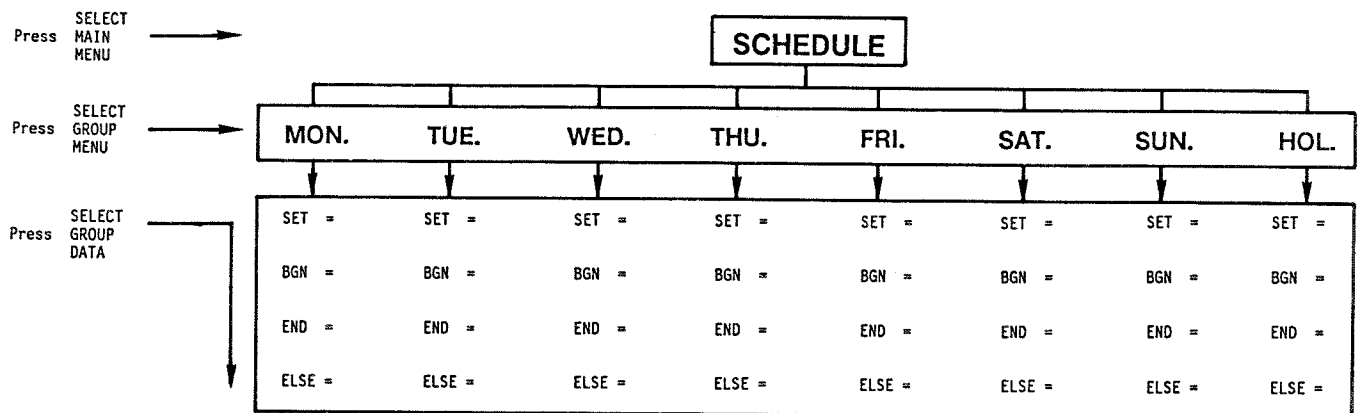 SELECT
Press MAIN
MENU
SCHEDULE
SELECT
Press GROUP
MENU
MON. TUE. WED. THU. FRI. SAT. SUN. HOL.
SELECT
Press GROUP
DATA
SET = SET = SET = SET = SET = SET = SET = SET =
BGN = BGN = BGN = BGN = BGN = BGN = BGN = BGN =
END = END = END = END = END = END = END = END =
ELSE = ELSE = ELSE = ELSE = ELSE = ELSE = ELSE = ELSE =